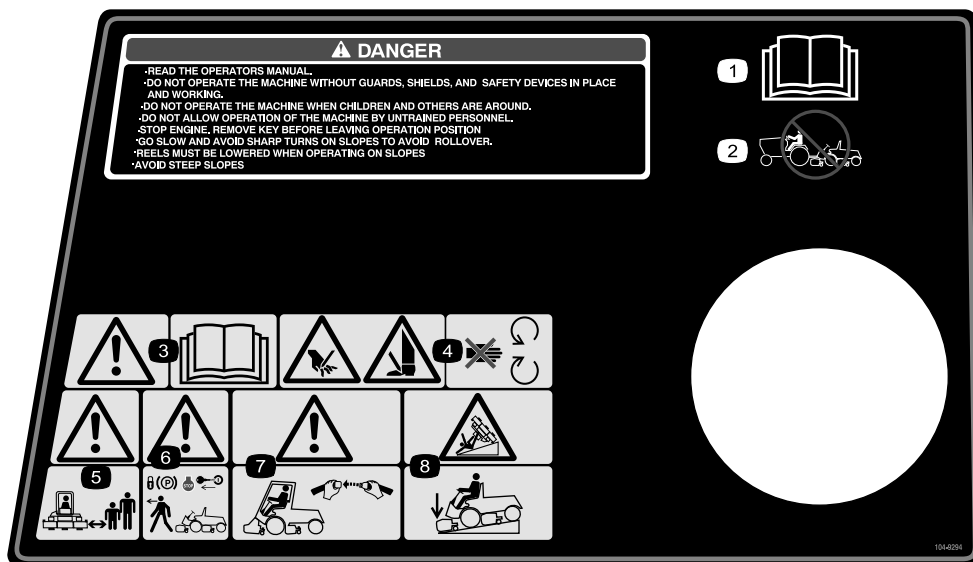 DANGER
·READ THE OPERATORS MANUAL.
·DO NOT OPERATE THE MACHINE WITHOUT GUARDS, SHIELDS, AND SAFETY DEVICES IN PLACE
AND WORKING.
·DO NOT OPERATE THE MACHINE WHEN CHILDREN AND OTHERS ARE AROUND.
·DO NOT ALLOW OPERATION OF THE MACHINE BY UNTRAINED PERSONNEL.
·STOP ENGINE, REMOVE KEY BEFORE LEAVING OPERATION POSITION
·GO SLOW AND AVOID SHARP TURNS ON SLOPES TO AVOID ROLLOVER.
·REELS MUST BE LOWERED WHEN OPERATING ON SLOPES
·AVOID STEEP SLOPES
1
2
3
4
5
6
7
8
P
STOP
104-8294